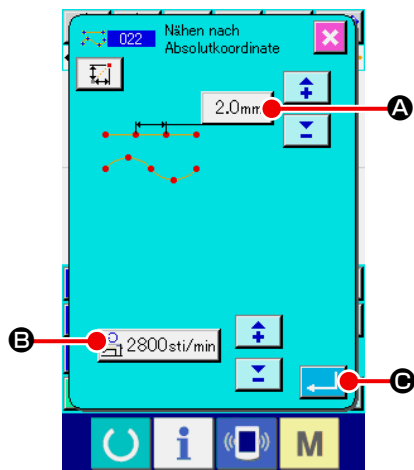 022
Nähen nach
Absolutkoordinate
2.0mm
A
B
2800sti/min
C
i
M